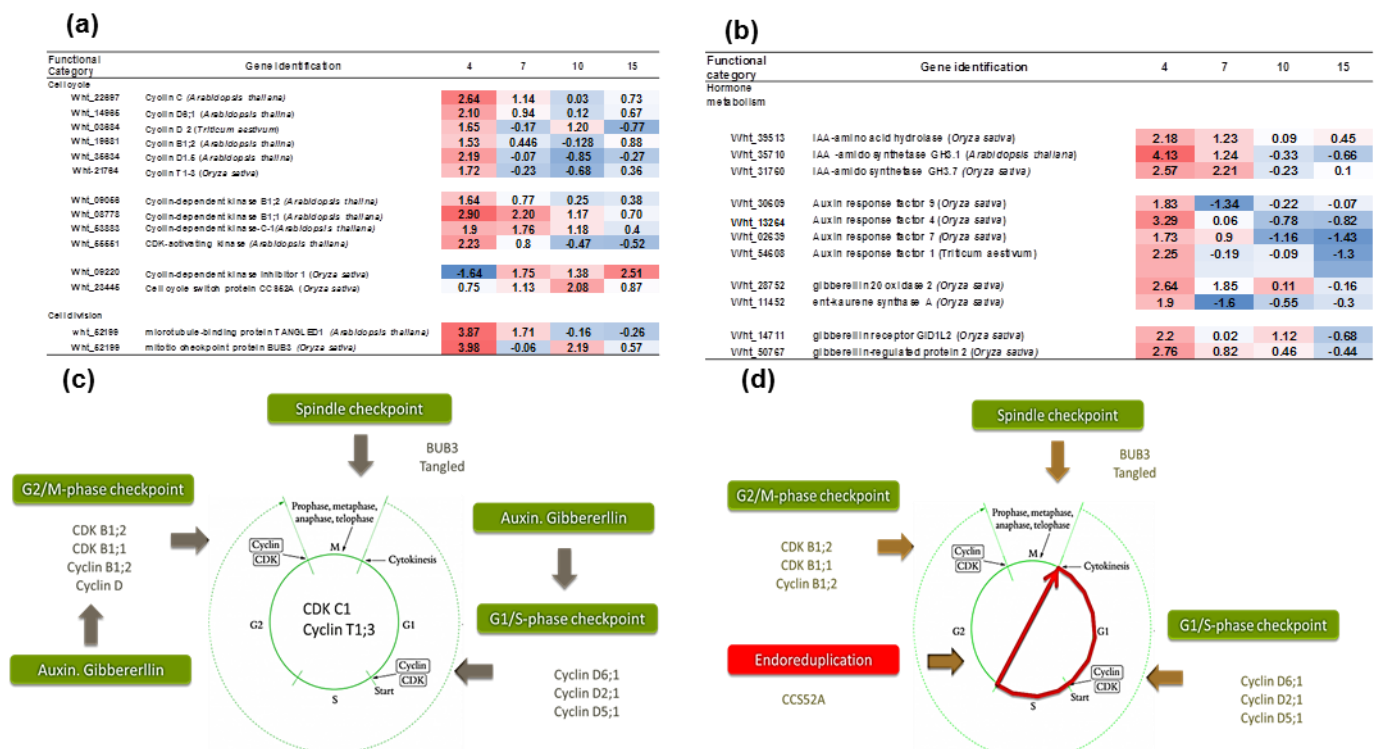 (a)
Functional Category Gene identification 4 7 10 15
Cell cycle
Wht_22697 Cyclin C (Arabidopsis thaliana) 2.64 1.14 0.03 0.73
Wht_14965 Cyclin D6;1 (Arabidopsis thalina) 2.10 0.94 0.12 0.67
Wht_03634 Cyclin D 2 (Triticum aestivum) 1.65 -0.17 1.20 -0.77
Wht_19681 Cyclin B1;2 (Arabidopsis thalina) 1.53 0.446 -0.128 0.88
Wht_35634 Cyclin D1.5 (Arabidopsis thalina) 2.19 -0.07 -0.85 -0.27
Wht-21764 Cyclin T1-3 (Oryza sativa) 1.72 -0.23 -0.68 0.36
Wht_09056 Cyclin-dependent kinase B1;2 (Arabidopsis thalina) 1.64 0.77 0.25 0.38
Wht_08778 Cyclin-dependent kinase B1;1 (Arabidopsis thaliana) 2.90 2.20 1.17 0.70
Wht_53883 Cyclin-dependent kinase-C-1 (Arabidopsis thaliana) 1.9 1.76 1.18 0.4
Wht_55551 CDK-activating kinase (Arabidopsis thaliana) 2.23 0.8 -0.47 -0.52
Wht_09220 Cyclin-dependent kinase inhibitor 1 (Oryza sativa) -1.64 1.75 1.38 2.51
Wht_23445 Cell cycle switch protein CCS52A (Oryza sativa) 0.75 1.13 2.08 0.87
Cell division
wht_52199 microtubule-binding protein TANGLED1 (Arabidopsis thaliana) 3.87 1.71 -0.16 -0.26
Wht_52199 mitotic checkpoint protein BUB3 (Oryza sativa) 3.98 -0.06 2.19 0.57
(b)
Functional category Gene identification 4 7 10 15
Hormone
metabolism
Wht_39513 IAA-amino acid hydrolase (Oryza sativa) 2.18 1.23 0.09 0.45
Wht_35710 IAA -amido synthetase GH3.1 (Arabidopsis thaliana) 4.13 1.24 -0.33 -0.66
Wht_31760 IAA-amido synthetase GH3.7 (Oryza sativa) 2.57 2.21 -0.23 0.1
Wht_30609 Auxin response factor 9 (Oryza sativa) 1.83 -1.34 -0.22 -0.07
Wht_13264 Auxin response factor 4 (Oryza sativa) 3.29 0.06 -0.78 -0.82
Wht_02639 Auxin response factor 7 (Oryza sativa) 1.73 0.9 -1.16 -1.43
Wht_54608 Auxin response factor 1 (Triticum aestivum) 2.25 -0.19 -0.09 -1.3
Wht_28752 gibberellin 20 oxidase 2 (Oryza sativa) 2.64 1.85 0.11 -0.16
Wht_11452 ent-kaurene synthase A (Oryza sativa) 1.9 -1.6 -0.55 -0.3
Wht_14711 gibberellin receptor GID1L2 (Oryza sativa) 2.2 0.02 1.12 -0.68
Wht_50767 gibberellin-regulated protein 2 (Oryza sativa) 2.76 0.82 0.46 -0.44
(c)
Spindle checkpoint
BUB3
Tangled
G2/M-phase checkpoint
CDK B1;2
CDK B1;1
Cyclin B1;2
Cyclin D
Auxin. Gibbererllin
Prophase, metaphase,
anaphase, telophase
M
Cyclin
CDK
Cytokinesis
CDK C1
Cyclin T1;3
G2
G1
Cyclin
CDK
Start
S
Auxin. Gibbererllin
G1/S-phase checkpoint
Cyclin D6;1
Cyclin D2;1
Cyclin D5;1
(d)
Spindle checkpoint
BUB3
Tangled
G2/M-phase checkpoint
CDK B1;2
CDK B1;1
Cyclin B1;2
Endoreduplication
CCS52A
Prophase, metaphase,
anaphase, telophase
M
Cyclin
CDK
Cytokinesis
G2
G1
Cyclin
CDK
Start
S
G1/S-phase checkpoint
Cyclin D6;1
Cyclin D2;1
Cyclin D5;1